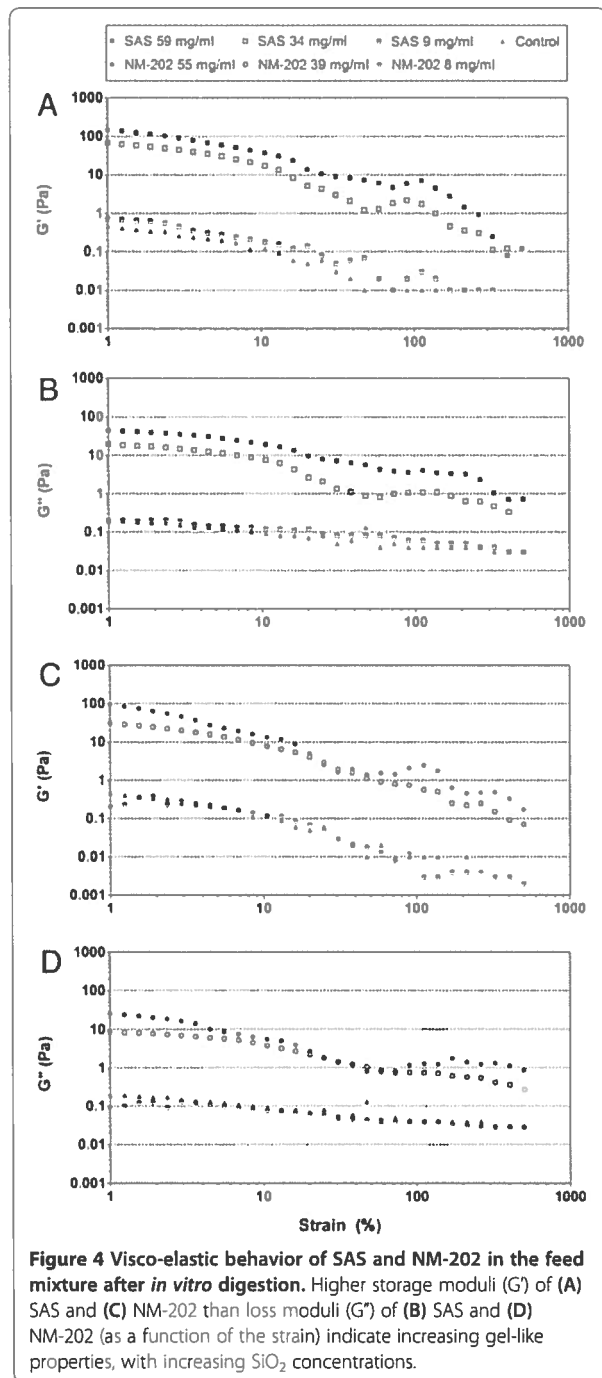 SAS 59 mg/ml SAS 34 mg/ml SAS 9 mg/ml Control
NM-202 55 mg/ml NM-202 39 mg/ml NM-202 8 mg/ml
A
1000
100
10
1
0.1
0.01
0.001
G' (Pa)
1 10 100 1000
B
1000
100
10
1
0.1
0.01
0.001
G'' (Pa)
1 10 100 1000
C
1000
100
10
1
0.1
0.01
0.001
G' (Pa)
1 10 100 1000
D
1000
100
10
1
0.1
0.01
0.001
G'' (Pa)
1 10 100 1000
Strain (%)
Figure 4 Visco-elastic behavior of SAS and NM-202 in the feed
mixture after in vitro digestion. Higher storage moduli (G') of (A)
SAS and (C) NM-202 than loss moduli (G'') of (B) SAS and (D)
NM-202 (as a function of the strain) indicate increasing gel-like
properties, with increasing SiO₂ concentrations.